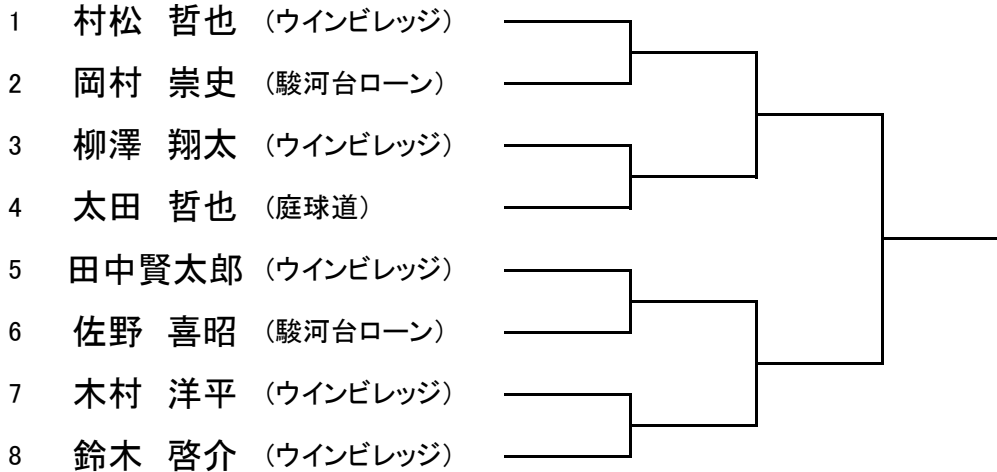 1 村松 哲也 (ウインビレッジ)
2 岡村 崇史 (駿河台ローン)
3 柳澤 翔太 (ウインビレッジ)
4 太田 哲也 (庭球道)
5 田中賢太郎 (ウインビレッジ)
6 佐野 喜昭 (駿河台ローン)
7 木村 洋平 (ウインビレッジ)
8 鈴木 啓介 (ウインビレッジ)